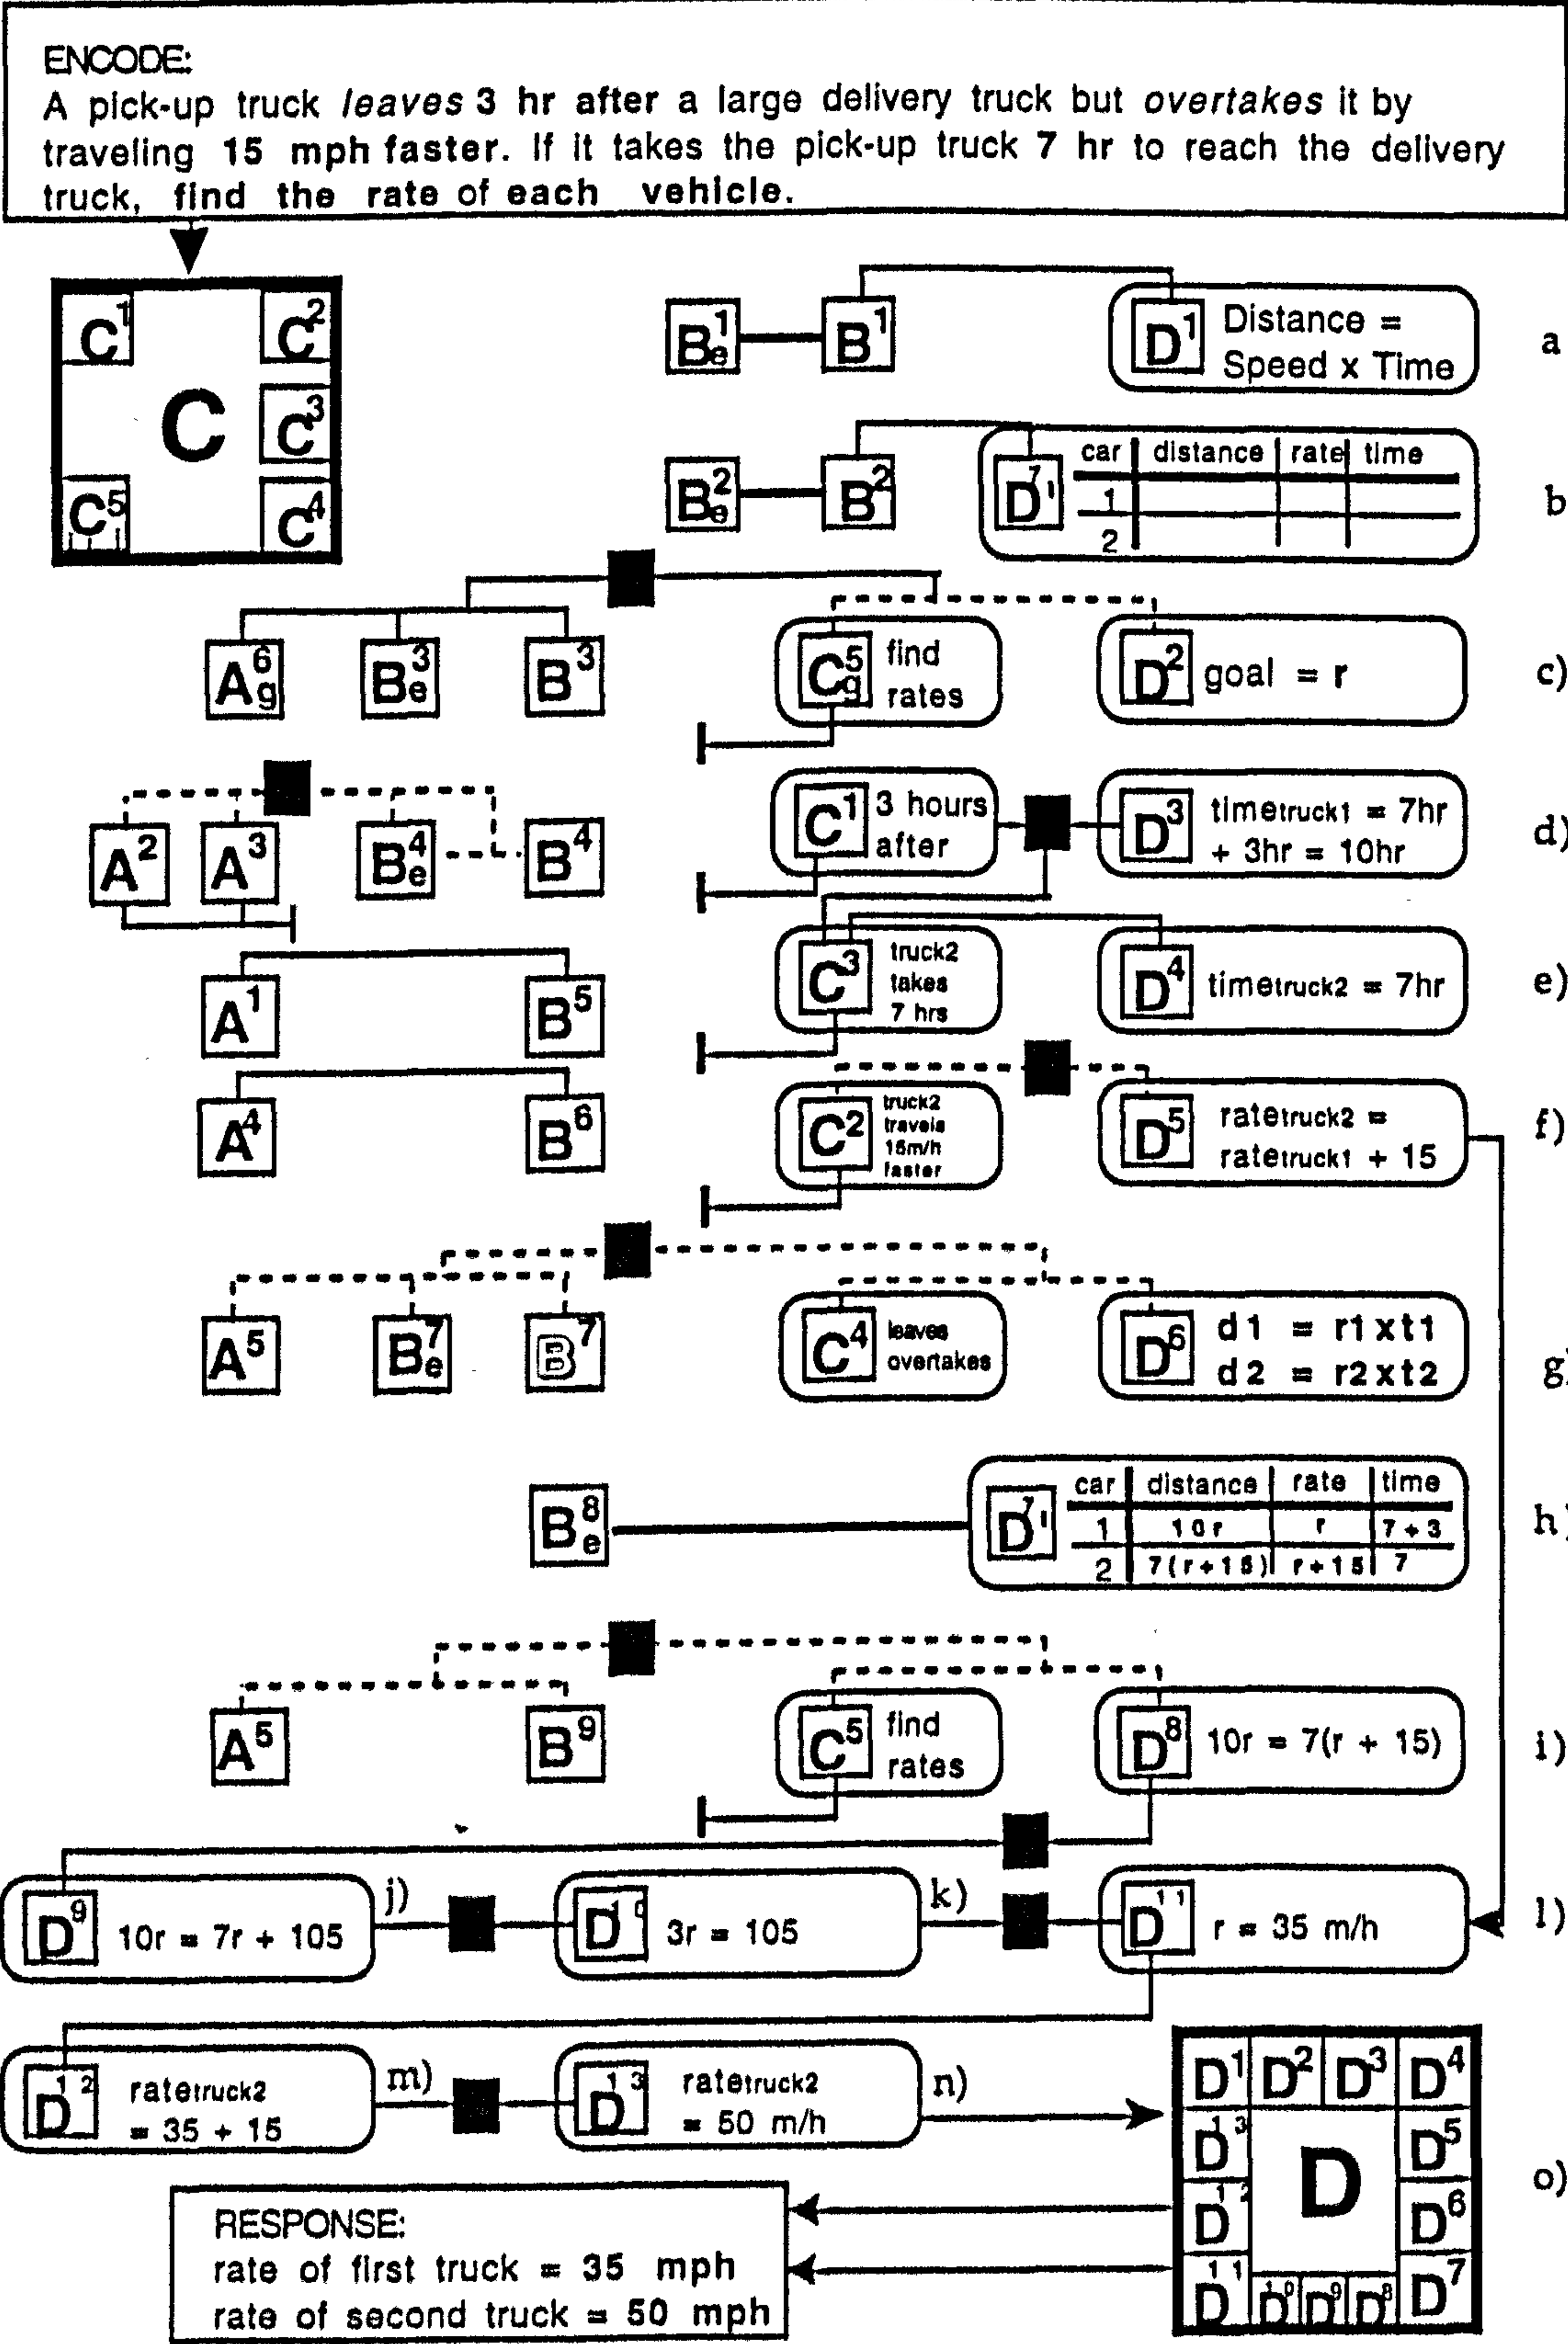 ENCODE:
A pick-up truck leaves 3 hr after a large delivery truck but overtakes it by
traveling 15 mph faster. If it takes the pick-up truck 7 hr to reach the delivery
truck, find the rate of each vehicle.
C1 C2
C
C3
C5 C4
Be1 B1 D1 Distance =
Speed x Time
a
Be2 B2 D71 car distance rate time
1
2
b
Ag6 Be3 B3 Cg5 find
rates
D2 goal = r
c)
A2 A3 Be4 B4 C1 3 hours
after
D3 timetruck1 = 7hr
+ 3hr = 10hr
d)
A1 B5 C3 truck2
takes
7 hrs
D4 timetruck2 = 7hr
e)
A4 B6 C2 truck2
travels
15m/h
faster
D5 ratetruck2 =
ratetruck1 + 15
f)
A5 Be7 B7 C4 leaves
overtakes
D6 d1 = r1xt1
d2 = r2xt2
g)
Be8 D71 car distance rate time
1 10r r 7+3
2 7(r+15) r+15 7
h)
A5 B9 C5 find
rates
D8 10r = 7(r + 15)
i)
D9 10r = 7r + 105
j)
D10 3r = 105
k)
D11 r = 35 m/h
l)
D12 ratetruck2
= 35 + 15
m)
D13 ratetruck2
= 50 m/h
n)
D1 D2 D3 D4
D13 D5
D
D12 D6
D11 D10 D9 D8 D7
o)
RESPONSE:
rate of first truck = 35 mph
rate of second truck = 50 mph